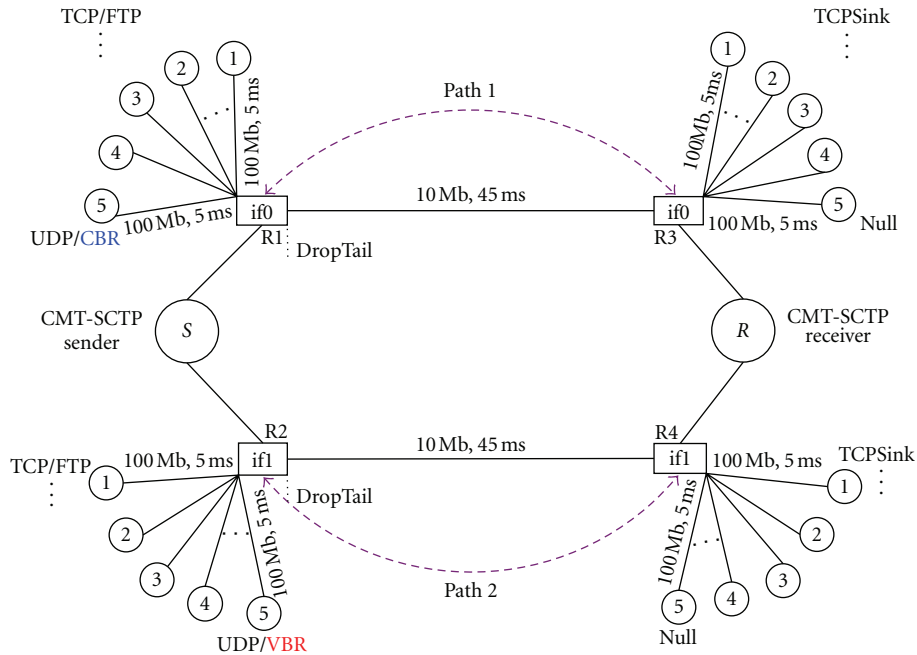 TCP/FTP
TCPSink
1
2
3
4
5
100 Mb, 5 ms
100 Mb, 5 ms
UDP/CBR
if0
R1
DropTail
Path 1
10 Mb, 45 ms
1
2
3
4
5
100 Mb, 5 ms
100 Mb, 5 ms
Null
if0
R3
CMT-SCTP
sender
S
R
CMT-SCTP
receiver
R2
if1
DropTail
10 Mb, 45 ms
R4
if1
TCP/FTP
100 Mb, 5 ms
100 Mb, 5 ms
1
2
3
4
5
UDP/VBR
Path 2
100 Mb, 5 ms
100 Mb, 5 ms
TCPSink
1
2
3
4
5
Null